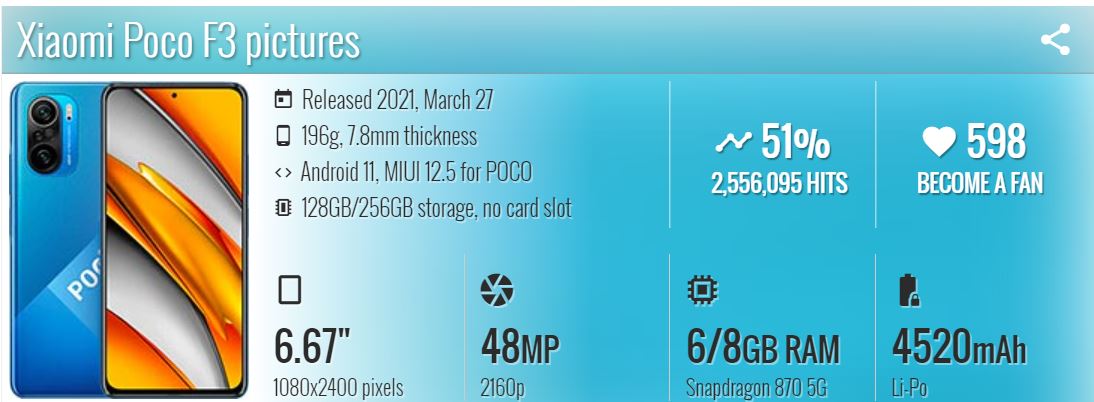 Xiaomi Poco F3 pictures
Released 2021, March 27
196g, 7.8mm thickness
Android 11, MIUI 12.5 for POCO
128GB/256GB storage, no card slot
51%
2,556,095 HITS
598
BECOME A FAN
POC
6.67"
1080x2400 pixels
48MP
2160p
6/8GB RAM
Snapdragon 870 5G
4520mAh
Li-Po